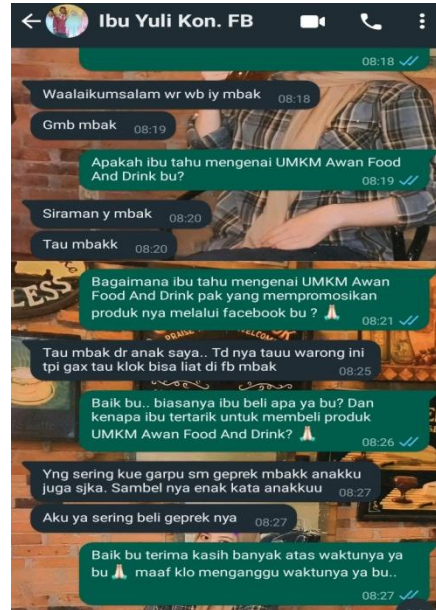 Ibu Yuli Kon. FB
08:18
Waalaikumsalam wr wb iy mbak 08:18
Gmb mbak 08:19
Apakah ibu tahu mengenai UMKM Awan Food
And Drink bu?
08:19
Siraman y mbak 08:20
Tau mbakk 08:20
Bagaimana ibu tahu mengenai UMKM Awan
Food And Drink pak yang mempromosikan
produk nya melalui facebook bu ? 🙏🏻
08:21
Tau mbak dr anak saya.. Td nya tauu warong ini
tpi gax tau klok bisa liat di fb mbak
08:25
Baik bu.. biasanya ibu beli apa ya bu? Dan
kenapa ibu tertarik untuk membeli produk
UMKM Awan Food And Drink? 🙏🏻
08:26
Yng sering kue garpu sm geprek mbakk anakku
juga sjka. Sambel nya enak kata anakkuu 08:27
Aku ya sering beli geprek nya 08:27
Baik bu terima kasih banyak atas waktunya ya
bu 🙏🏻 maaf klo menganggu waktunya ya bu..
08:27